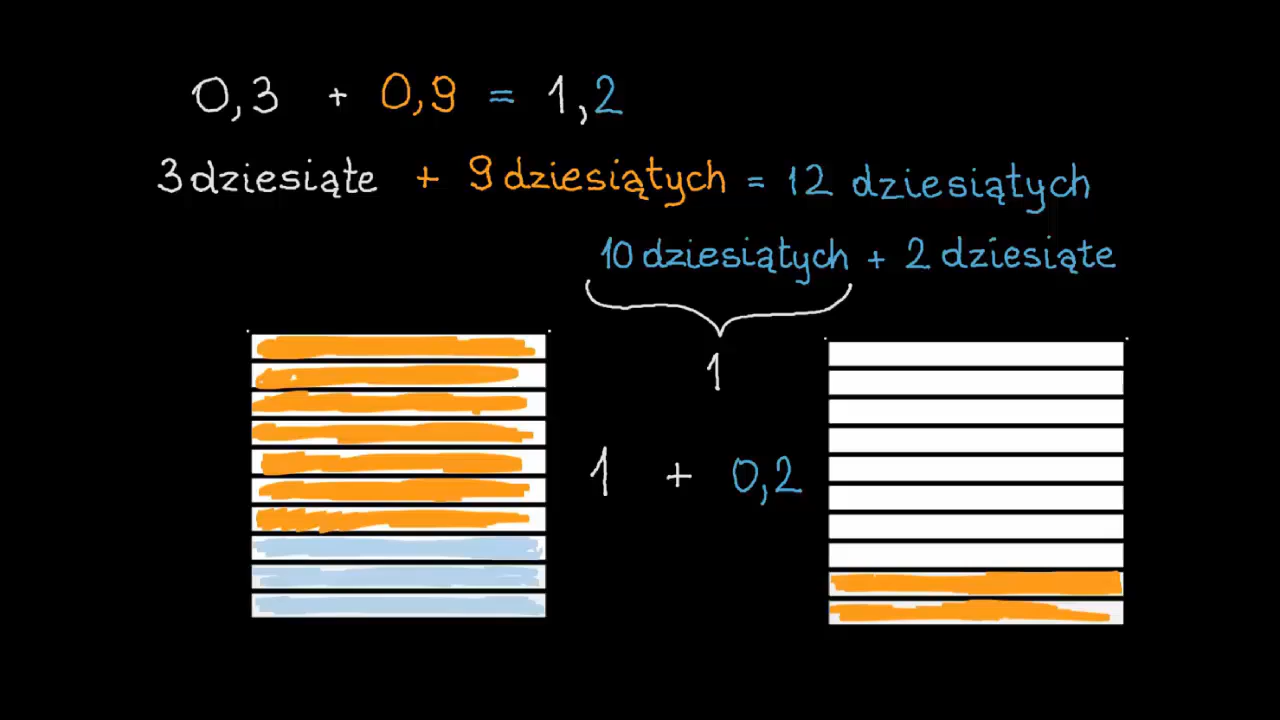 0,3 + 0,9 = 1,2
3 dziesiąte + 9 dziesiątych = 12 dziesiątych
10 dziesiątych + 2 dziesiąte
1
1 + 0,2